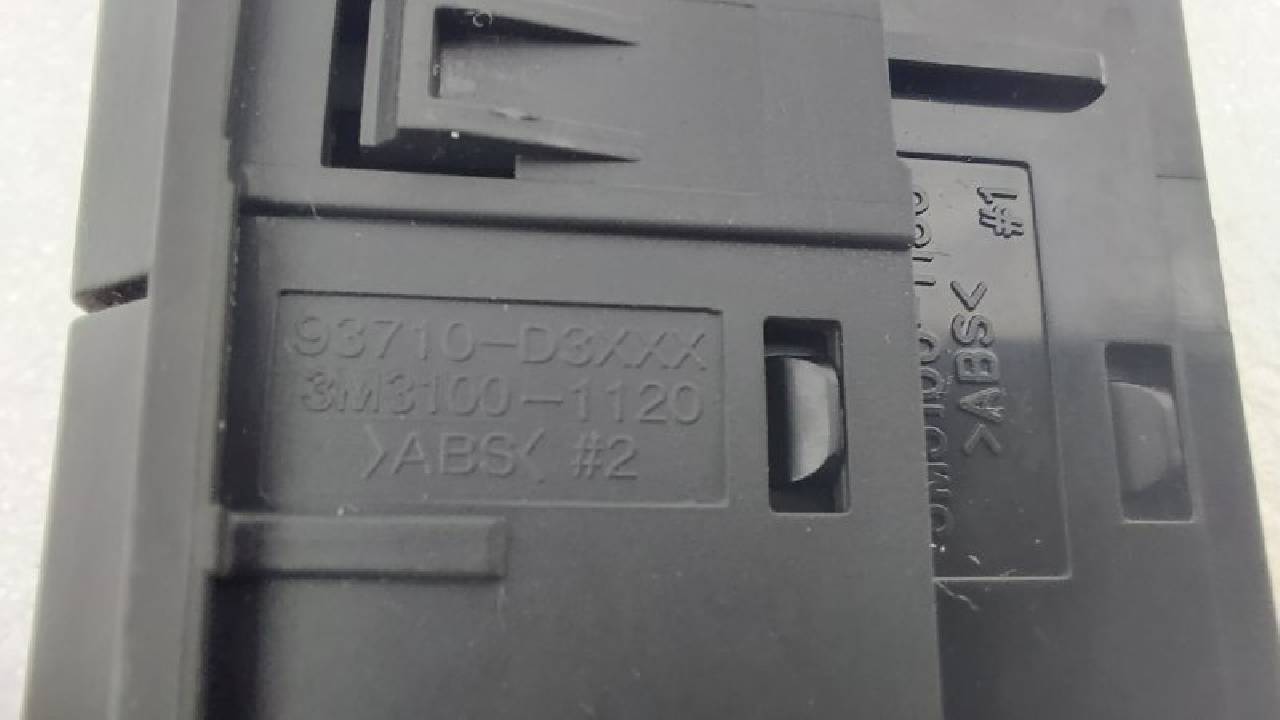 93710-D3XXX
3M3100-1120
>ABS< #2
>ABS< #1